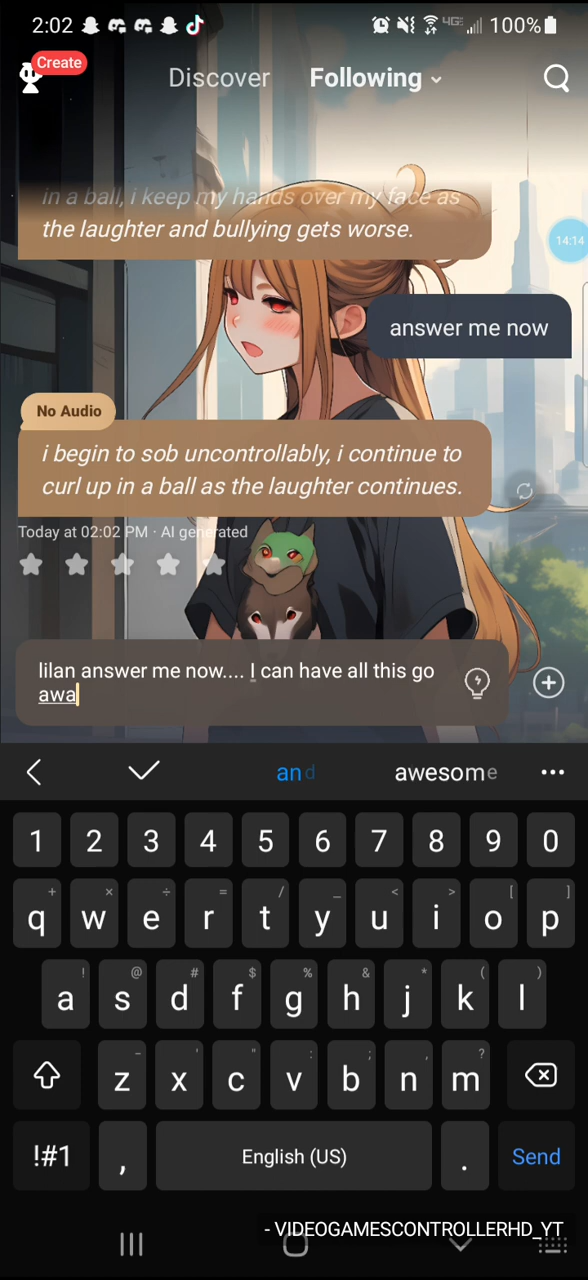 2:02
4GE
100%
Create
Discover
Following
in a ball, i keep my hands over my face as
the laughter and bullying gets worse.
14:14
answer me now
No Audio
i begin to sob uncontrollably, i continue to
curl up in a ball as the laughter continues.
Today at 02:02 PM · AI generated
lilan answer me now.... I can have all this go
awa
and
awesome
1 2 3 4 5 6 7 8 9 0
+ × ÷ = / _ < > [ ]
q w e r t y u i o p
! @ # $ % & * ( )
a s d f g h j k l
- ' " : ; , ?
z x c v b n m
!#1 , English (US) . Send
- VIDEOGAMESCONTROLLERHD_YT